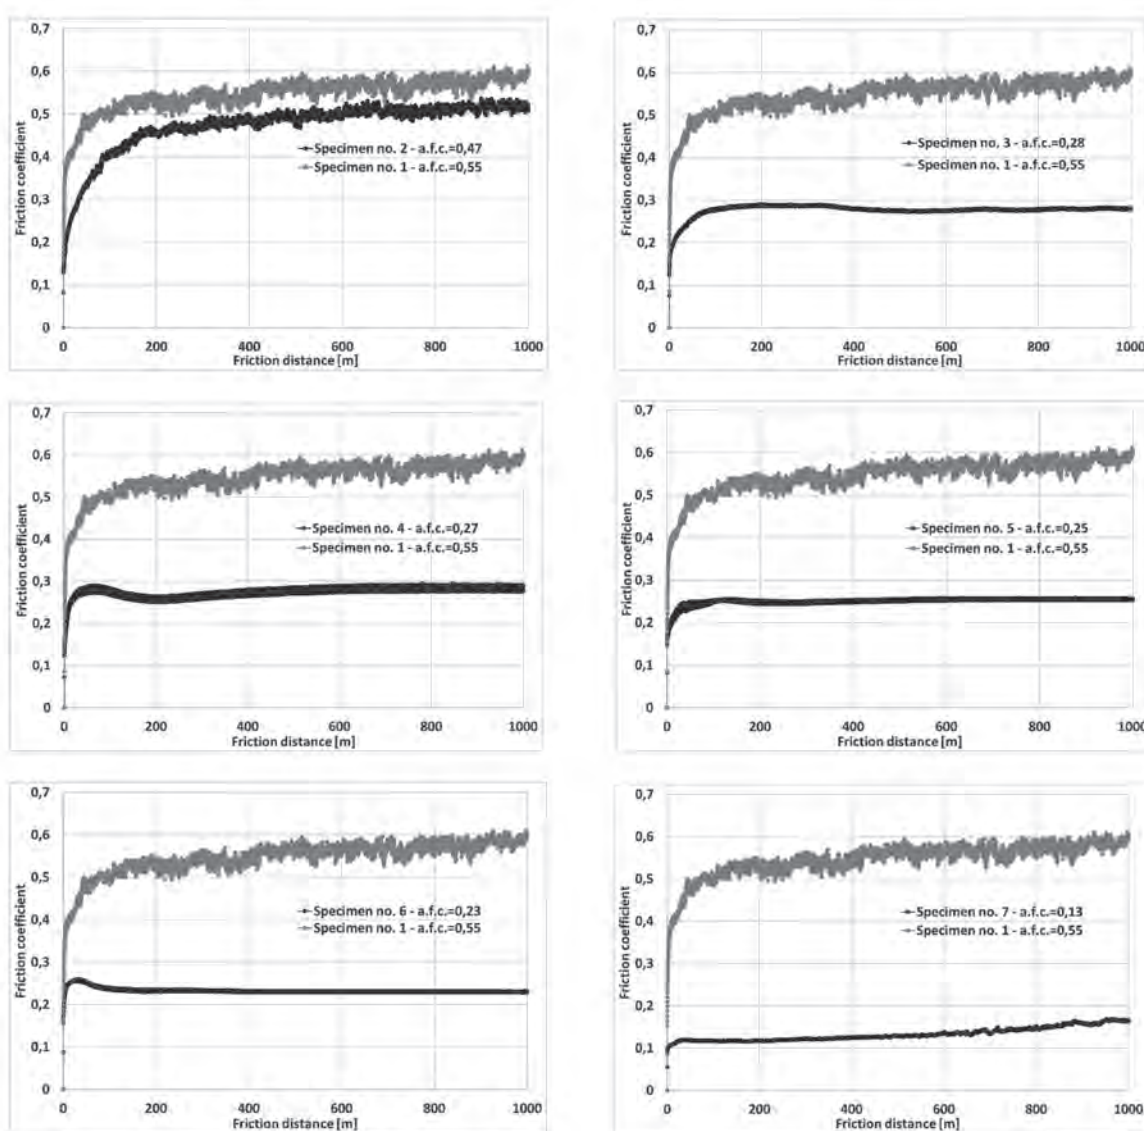 0,7
0,6
0,5
0,4
0,3
0,2
0,1
0
Friction coefficient
Specimen no. 2 - a.f.c.=0,47
Specimen no. 1 - a.f.c.=0,55
0 200 400 600 800 1000
Friction distance [m]
0,7
0,6
0,5
0,4
0,3
0,2
0,1
0
Friction coefficient
Specimen no. 3 - a.f.c.=0,28
Specimen no. 1 - a.f.c.=0,55
0 200 400 600 800 1000
Friction distance [m]
0,7
0,6
0,5
0,4
0,3
0,2
0,1
0
Friction coefficient
Specimen no. 4 - a.f.c.=0,27
Specimen no. 1 - a.f.c.=0,55
0 200 400 600 800 1000
Friction distance [m]
0,7
0,6
0,5
0,4
0,3
0,2
0,1
0
Friction coefficient
Specimen no. 5 - a.f.c.=0,25
Specimen no. 1 - a.f.c.=0,55
0 200 400 600 800 1000
Friction distance [m]
0,7
0,6
0,5
0,4
0,3
0,2
0,1
0
Friction coefficient
Specimen no. 6 - a.f.c.=0,23
Specimen no. 1 - a.f.c.=0,55
0 200 400 600 800 1000
Friction distance [m]
0,7
0,6
0,5
0,4
0,3
0,2
0,1
0
Friction coefficient
Specimen no. 7 - a.f.c.=0,13
Specimen no. 1 - a.f.c.=0,55
0 200 400 600 800 1000
Friction distance [m]